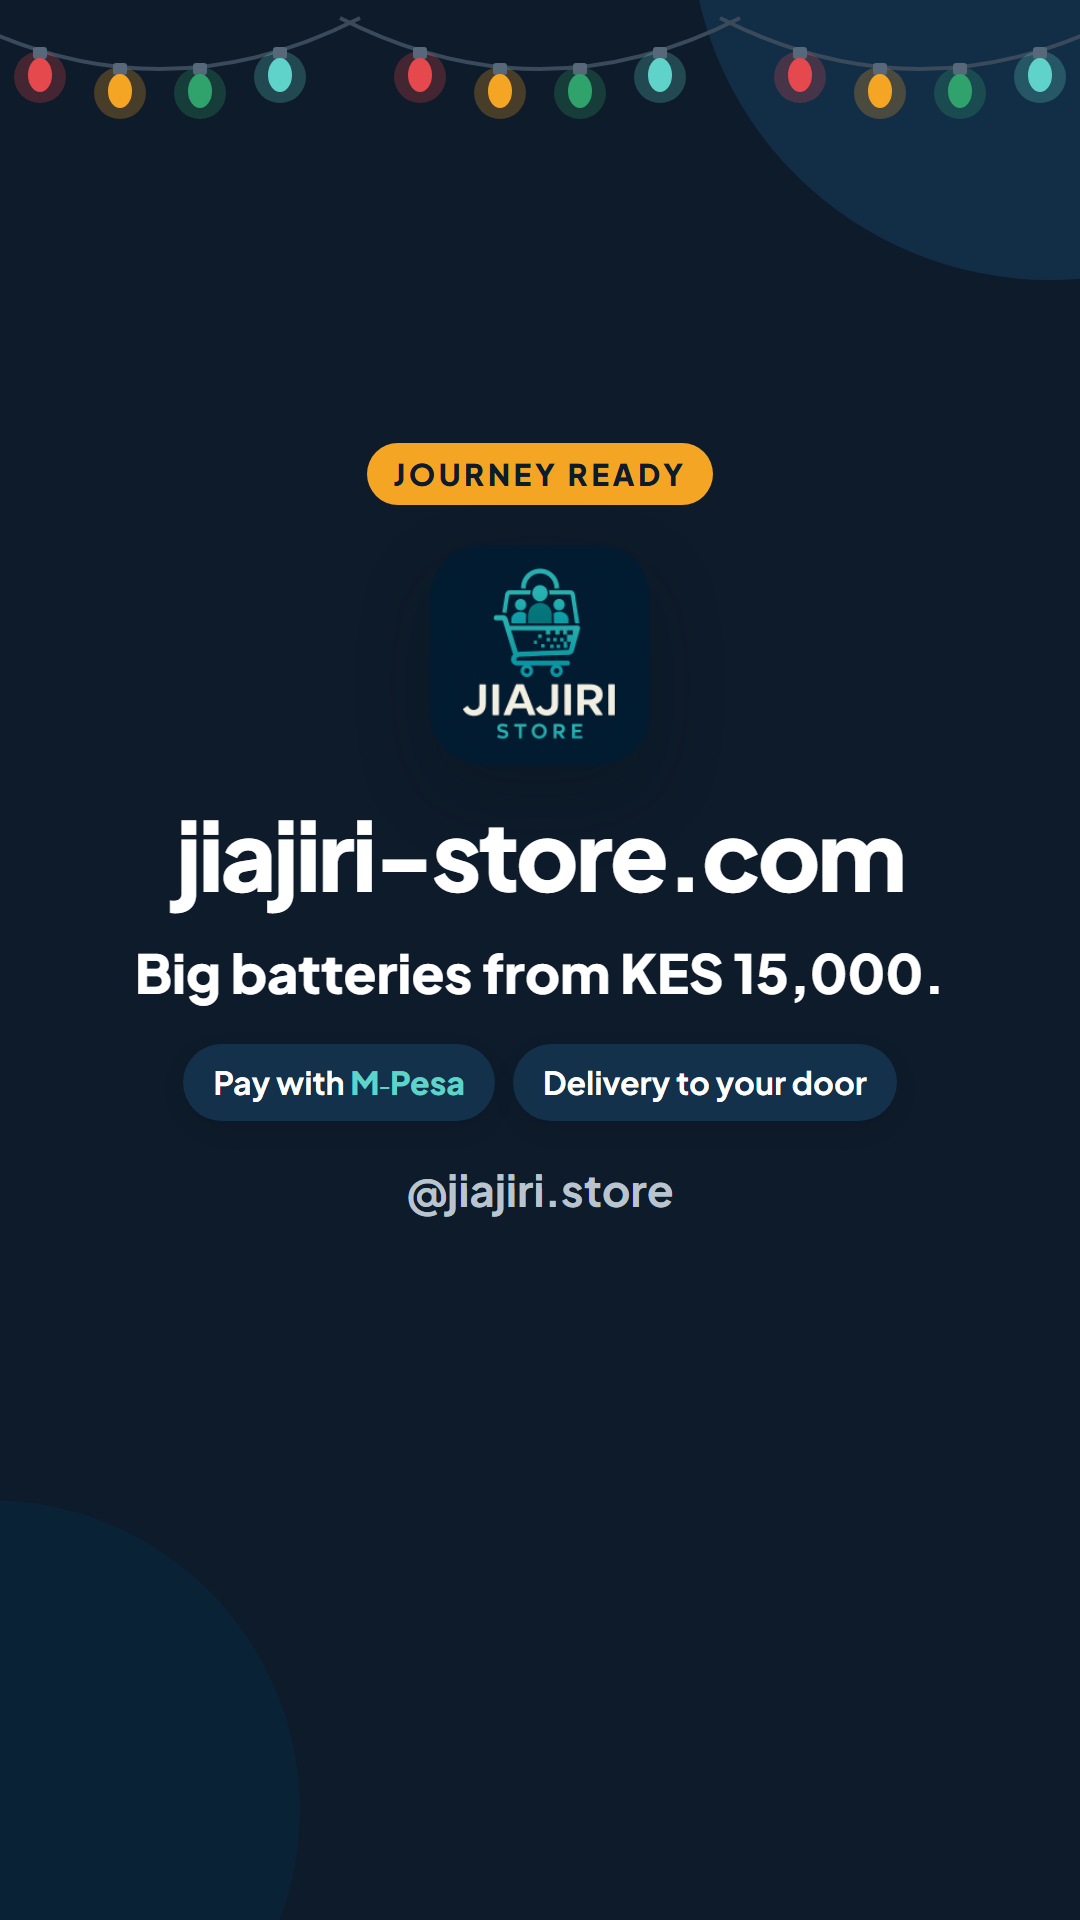 JOURNEY READY
JIAJIRI
STORE
jiajiri-store.com
Big batteries from KES 15,000.
Pay with M-Pesa
Delivery to your door
@jiajiri.store